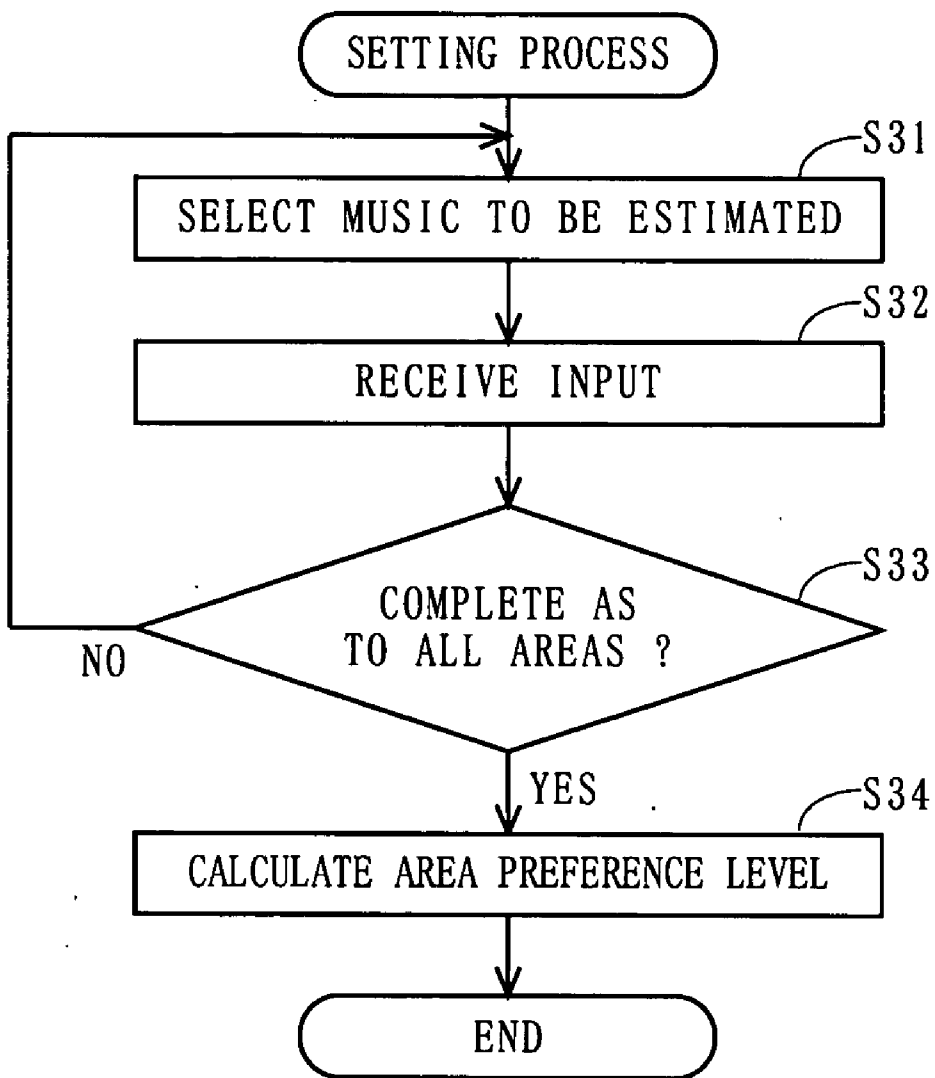 SETTING PROCESS
S31
SELECT MUSIC TO BE ESTIMATED
S32
RECEIVE INPUT
S33
COMPLETE AS
TO ALL AREAS ?
NO
YES
S34
CALCULATE AREA PREFERENCE LEVEL
END